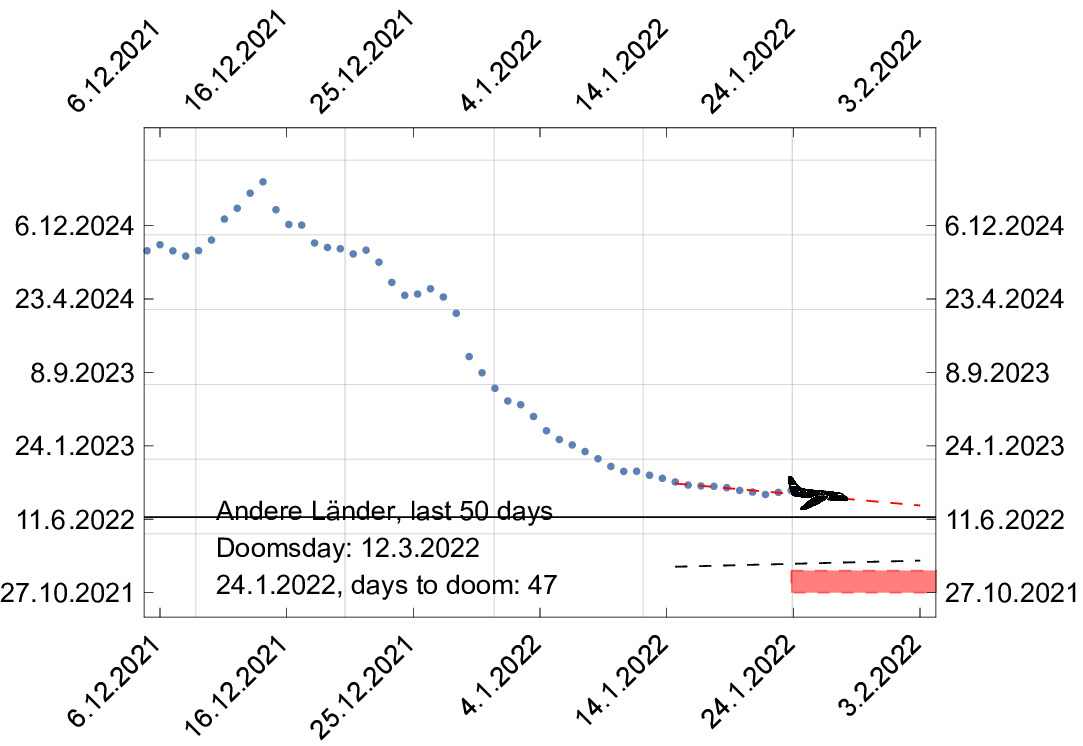 6.12.2021 16.12.2021 25.12.2021 4.1.2022 14.1.2022 24.1.2022 3.2.2022
6.12.2024 6.12.2024
23.4.2024 23.4.2024
8.9.2023 8.9.2023
24.1.2023 24.1.2023
Andere Länder, last 50 days
11.6.2022 11.6.2022
Doomsday: 12.3.2022
24.1.2022, days to doom: 47
27.10.2021 27.10.2021
6.12.2021 16.12.2021 25.12.2021 4.1.2022 14.1.2022 24.1.2022 3.2.2022